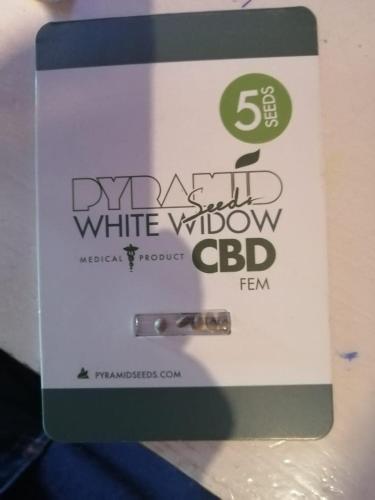 5 SEEDS
PYRAMID
Seeds
WHITE WIDOW
MEDICAL PRODUCT CBD
FEM
PYRAMIDSEEDS.COM